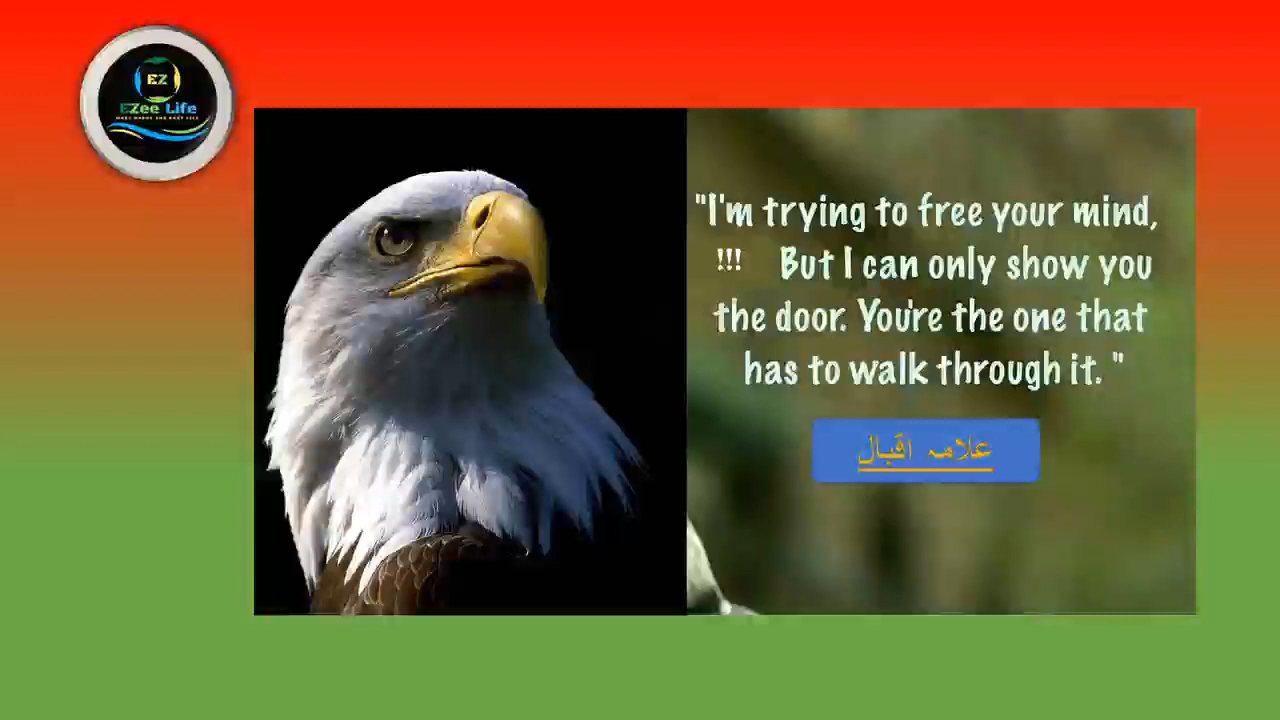 EZ
EZee Life
"I'm trying to free your mind,
!!! But I can only show you
the door. You're the one that
has to walk through it. "
علامہ اقبال